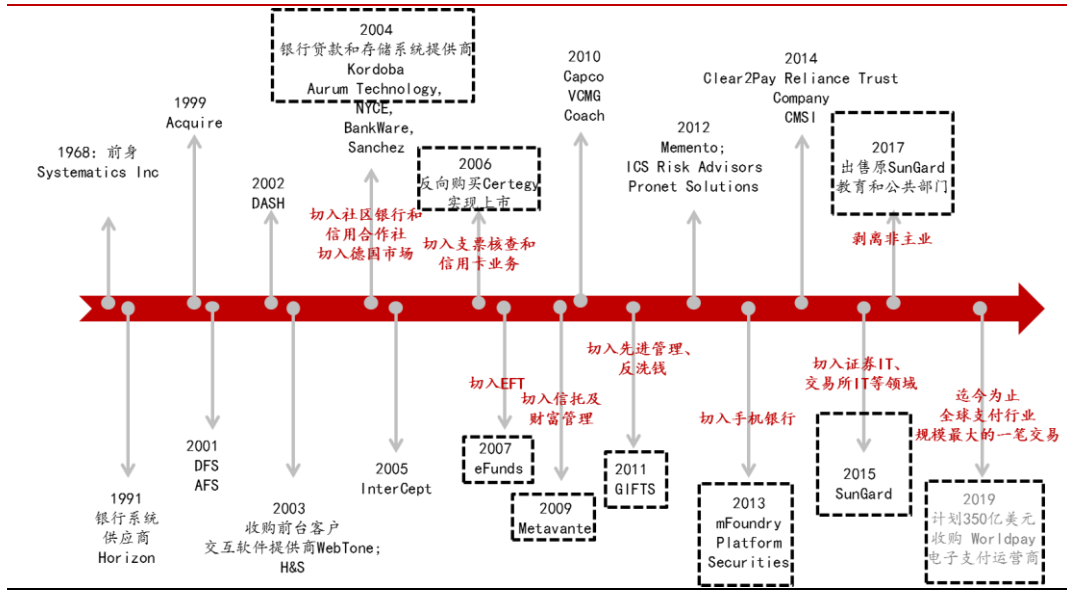 1968: 前身
Systematics Inc
1991
银行系统
供应商
Horizon
1999
Acquire
2001
DFS
AFS
2002
DASH
2003
收购前台客户
交互软件提供商WebTone;
H&S
2004
银行贷款和存储系统提供商
Kordoba
Aurum Technology,
NYCE,
BankWare,
Sanchez
切入社区银行和
信用合作社
切入德国市场
2005
InterCept
2006
反向购买Certegy
实现上市
切入支票核查和
信用卡业务
切入EFT
2007
eFunds
切入信托及
财富管理
2009
Metavante
2010
Capco
VCMG
Coach
切入先进管理、
反洗钱
2011
GIFTS
2012
Memento;
ICS Risk Advisors
Pronet Solutions
切入手机银行
2013
mFoundry
Platform
Securities
2014
Clear2Pay Reliance Trust
Company
CMSI
切入证券IT、
交易所IT等领域
2015
SunGard
2017
出售原SunGard
教育和公共部门
剥离非主业
迄今为止
全球支付行业
规模最大的一笔交易
2019
计划350亿美元
收购 Worldpay
电子支付运营商